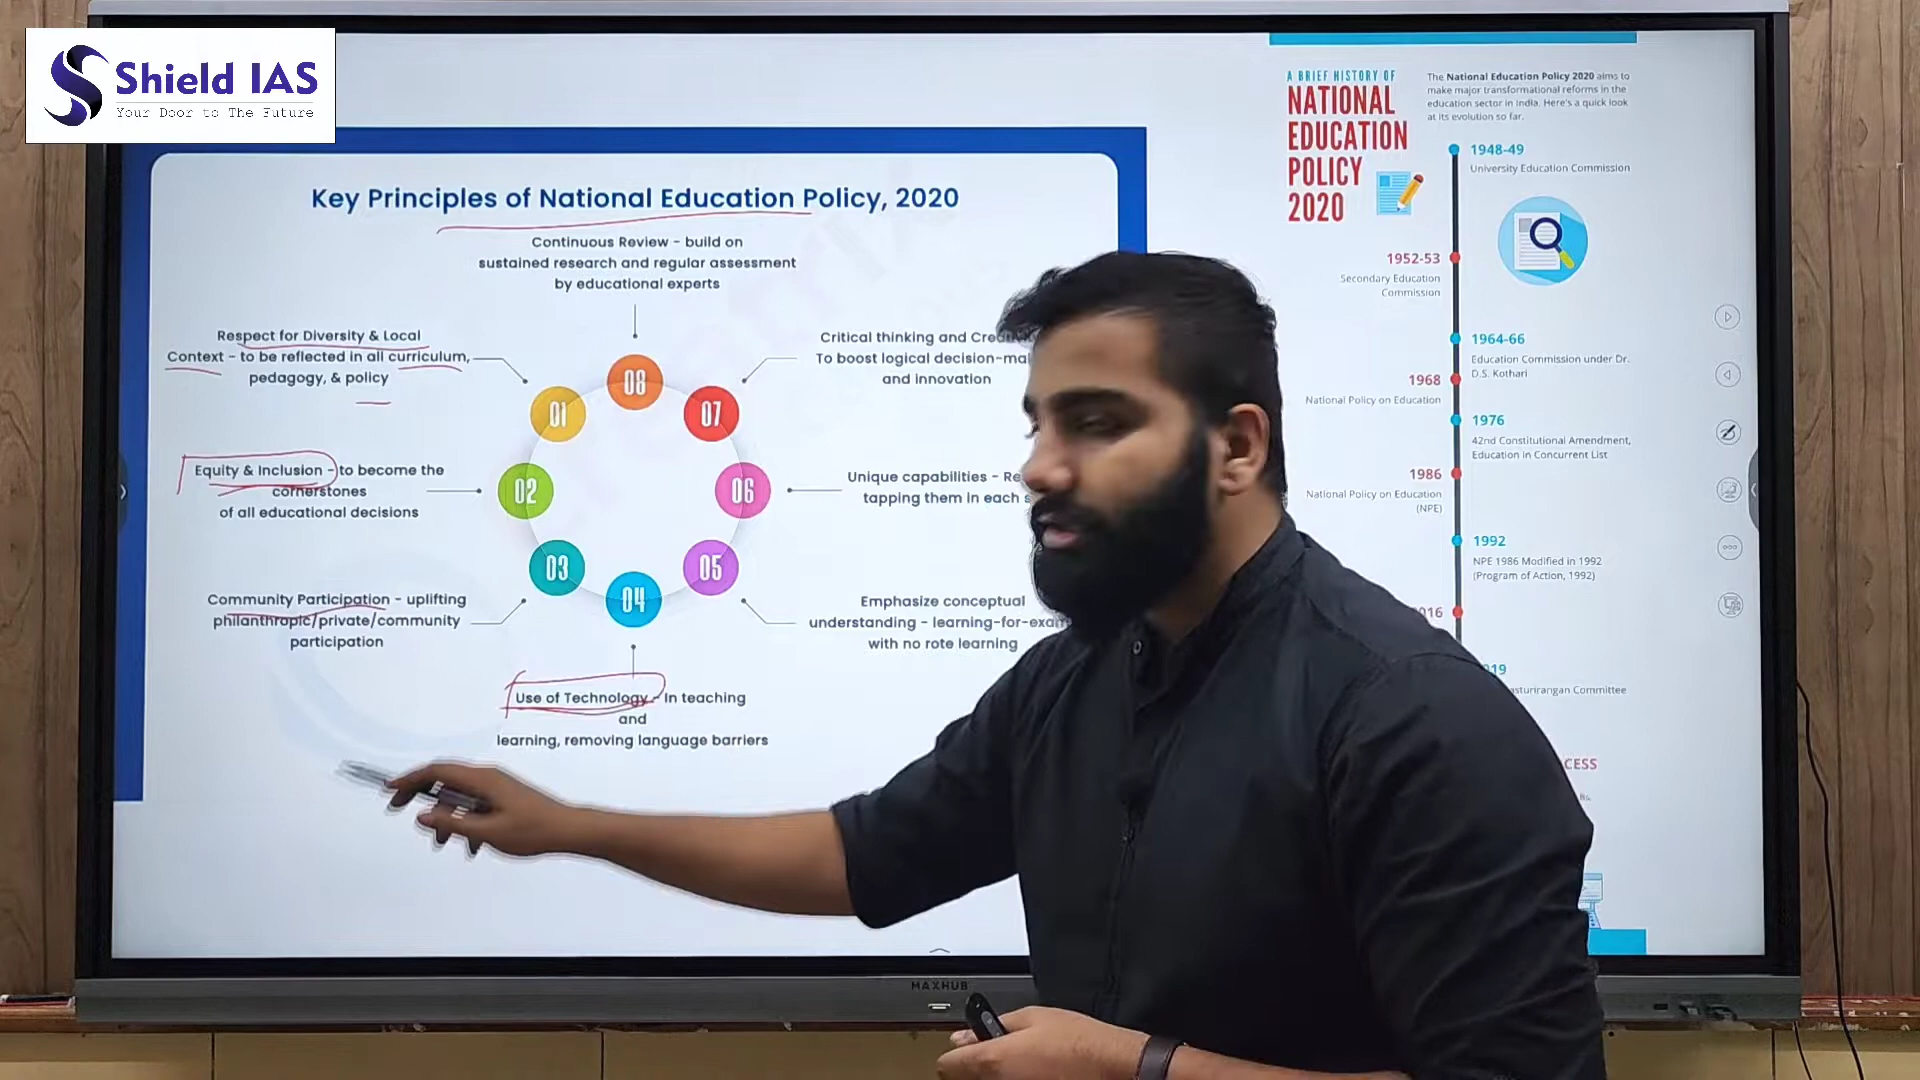 Shield IAS
Your Door to The Future
Key Principles of National Education Policy, 2020
Continuous Review - build on
sustained research and regular assessment
by educational experts
Respect for Diversity & Local
Context - to be reflected in all curriculum,
pedagogy, & policy
Equity & Inclusion - to become the
cornerstones
of all educational decisions
Community Participation - uplifting
philanthropic/private/community
participation
Use of Technology - In teaching
and
learning, removing language barriers
08
01
07
02
06
03
05
04
Critical thinking and
To boost logical
and innovation
Unique capabilities -
tapping them in each
Emphasize conceptual
understanding -
with no rote learning
A BRIEF HISTORY OF
NATIONAL
EDUCATION
POLICY
2020
The National Education Policy 2020 aims to
make major transformational reforms in the
education sector in India. Here's a quick look
at its evolution so far.
1948-49
University Education Commission
1952-53
Secondary Education
Commission
1964-66
Education Commission under Dr.
D.S. Kothari
1968
National Policy on Education
1976
42nd Constitutional Amendment,
Education in Concurrent List
1986
National Policy on Education
(NPE)
1992
NPE 1986 Modified in 1992
(Program of Action, 1992)
Committee
MAXHUB